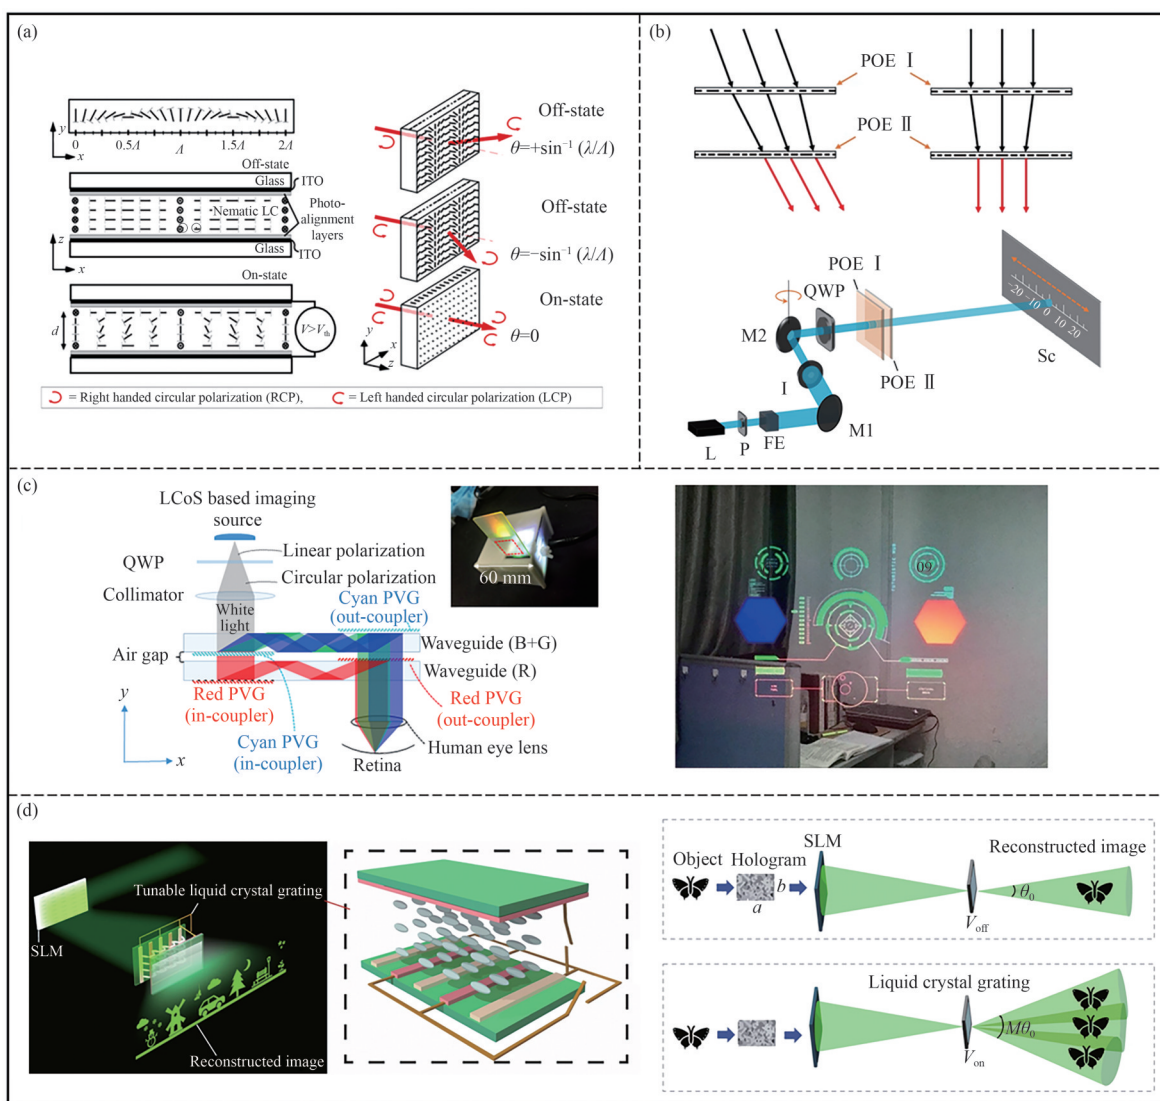 (a)
y
x
0
0.5Λ
Λ
1.5Λ
2Λ
Off-state
Glass
ITO
Nematic LC
Photo-
alignment
layers
z
x
Glass
ITO
On-state
d
V>Vth
Off-state
θ=+sin⁻¹ (λ/Λ)
Off-state
θ=−sin⁻¹ (λ/Λ)
On-state
θ=0
y
x
z
= Right handed circular polarization (RCP),
= Left handed circular polarization (LCP)
(b)
POE Ⅰ
POE Ⅱ
POE Ⅰ
QWP
M2
POE Ⅱ
I
M1
L
P
FE
-20 -10 0 10 20
Sc
(c)
LCoS based imaging
source
QWP
Linear polarization
Circular polarization
Collimator
White
light
Cyan PVG
(out-coupler)
60 mm
Air gap
Waveguide (B+G)
Waveguide (R)
Red PVG
(in-coupler)
Red PVG
(out-coupler)
y
x
Cyan PVG
(in-coupler)
Human eye lens
Retina
09
(d)
Tunable liquid crystal grating
SLM
Reconstructed image
SLM
Object
Hologram
Reconstructed image
b
a
θ0
Voff
Liquid crystal grating
Mθ0
Von